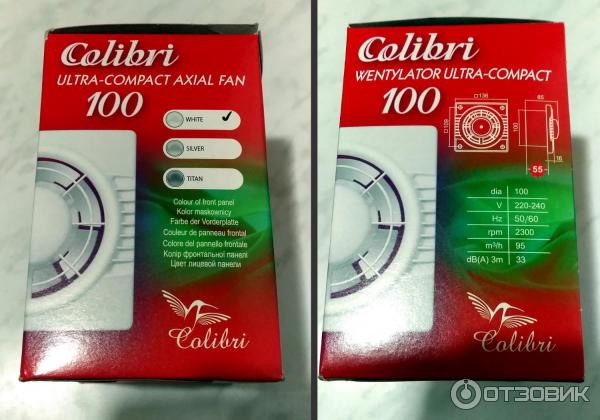 Colibri
ULTRA-COMPACT AXIAL FAN
100
WHITE
SILVER
TITAN
Colour of front panel
Kolor maskownicy
Farbe der Vorderplatte
Couleur de panneau frontal
Colore del pannello frontale
Колір фронтальної панелі
Цвет лицевой панели
Colibri
Colibri
WENTYLATOR ULTRA-COMPACT
100
□136
65
□109
100
16
55
dia 100
V 220-240
Hz 50/60
rpm 2300
m³/h 95
dB(A) 3m 33
Colibri
ОТЗОВИК